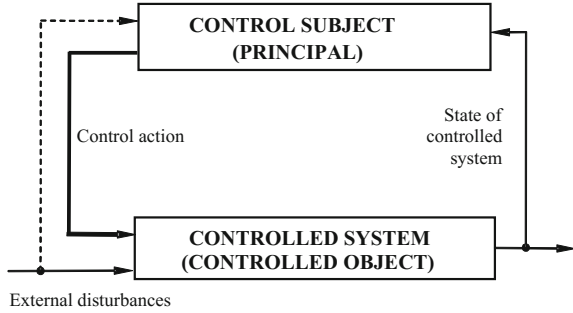 CONTROL SUBJECT
(PRINCIPAL)
Control action
State of
controlled
system
CONTROLLED SYSTEM
(CONTROLLED OBJECT)
External disturbances